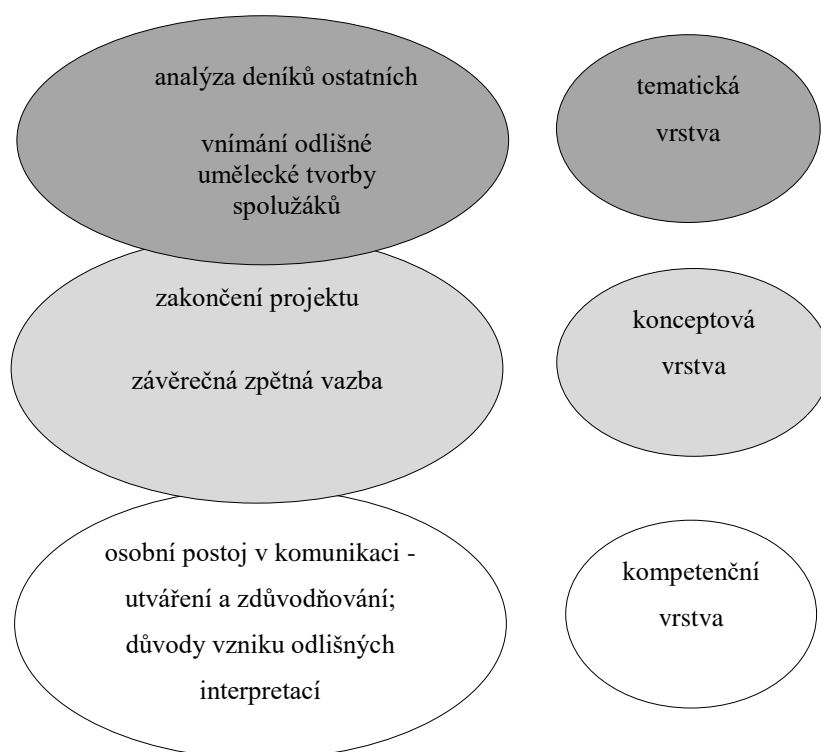 analýza deníků ostatních
vnímání odlišné
umělecké tvorby
spolužáků
tematická
vrstva
zakončení projektu
závěrečná zpětná vazba
konceptová
vrstva
osobní postoj v komunikaci -
utváření a zdůvodňování;
důvody vzniku odlišných
interpretací
kompetenční
vrstva